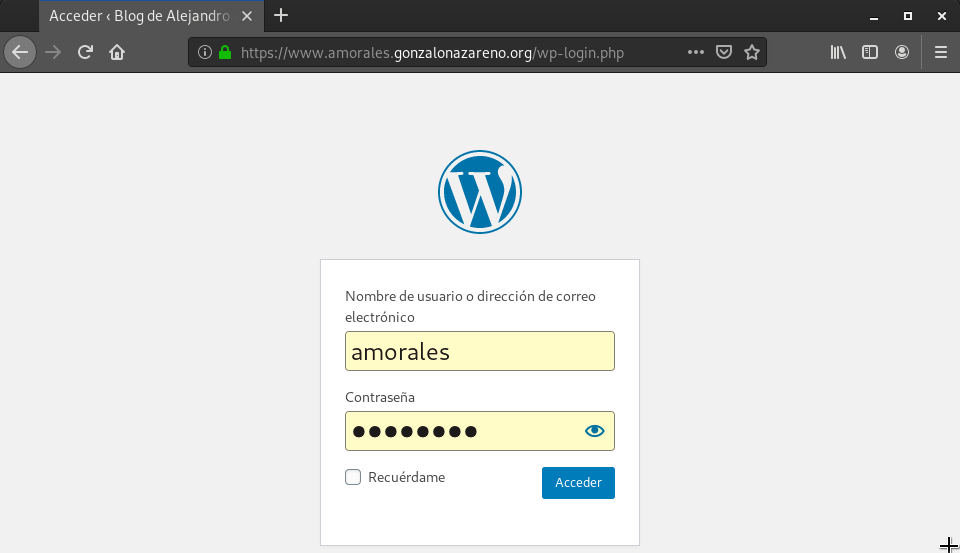 Acceder ‹ Blog de Alejandro
https://www.amorales.gonzalonazareno.org/wp-login.php
Nombre de usuario o dirección de correo
electrónico
amorales
Contraseña
Recuérdame
Acceder